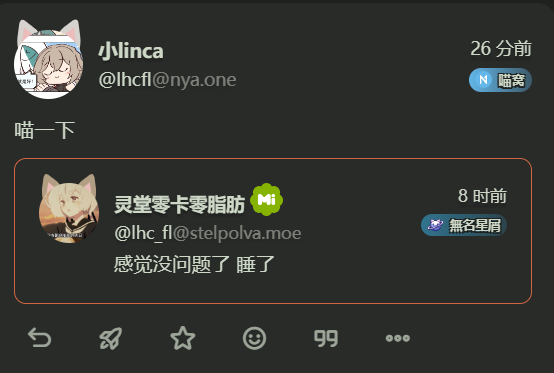 小linca
26 分前
@lhcfl@nya.one
N 喵窝
喵一下
灵堂零卡零脂肪 Mi
8 时前
@lhc_fl@stelpolva.moe
無名星屑
感觉没问题了 睡了